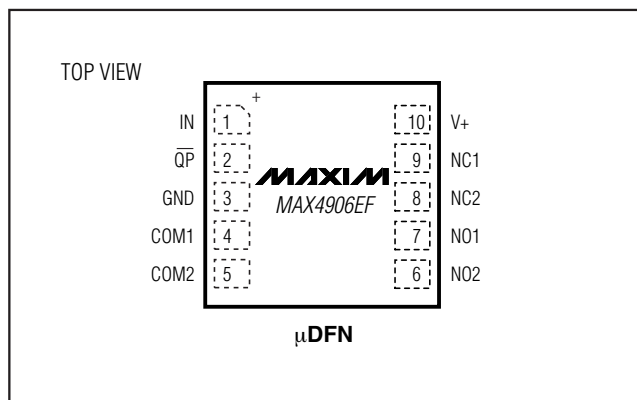 TOP VIEW
+
IN 1 10 V+
Q̅P̅ 2 9 NC1
MAXIM
GND 3 8 NC2
MAX4906EF
COM1 4 7 NO1
COM2 5 6 NO2
µDFN